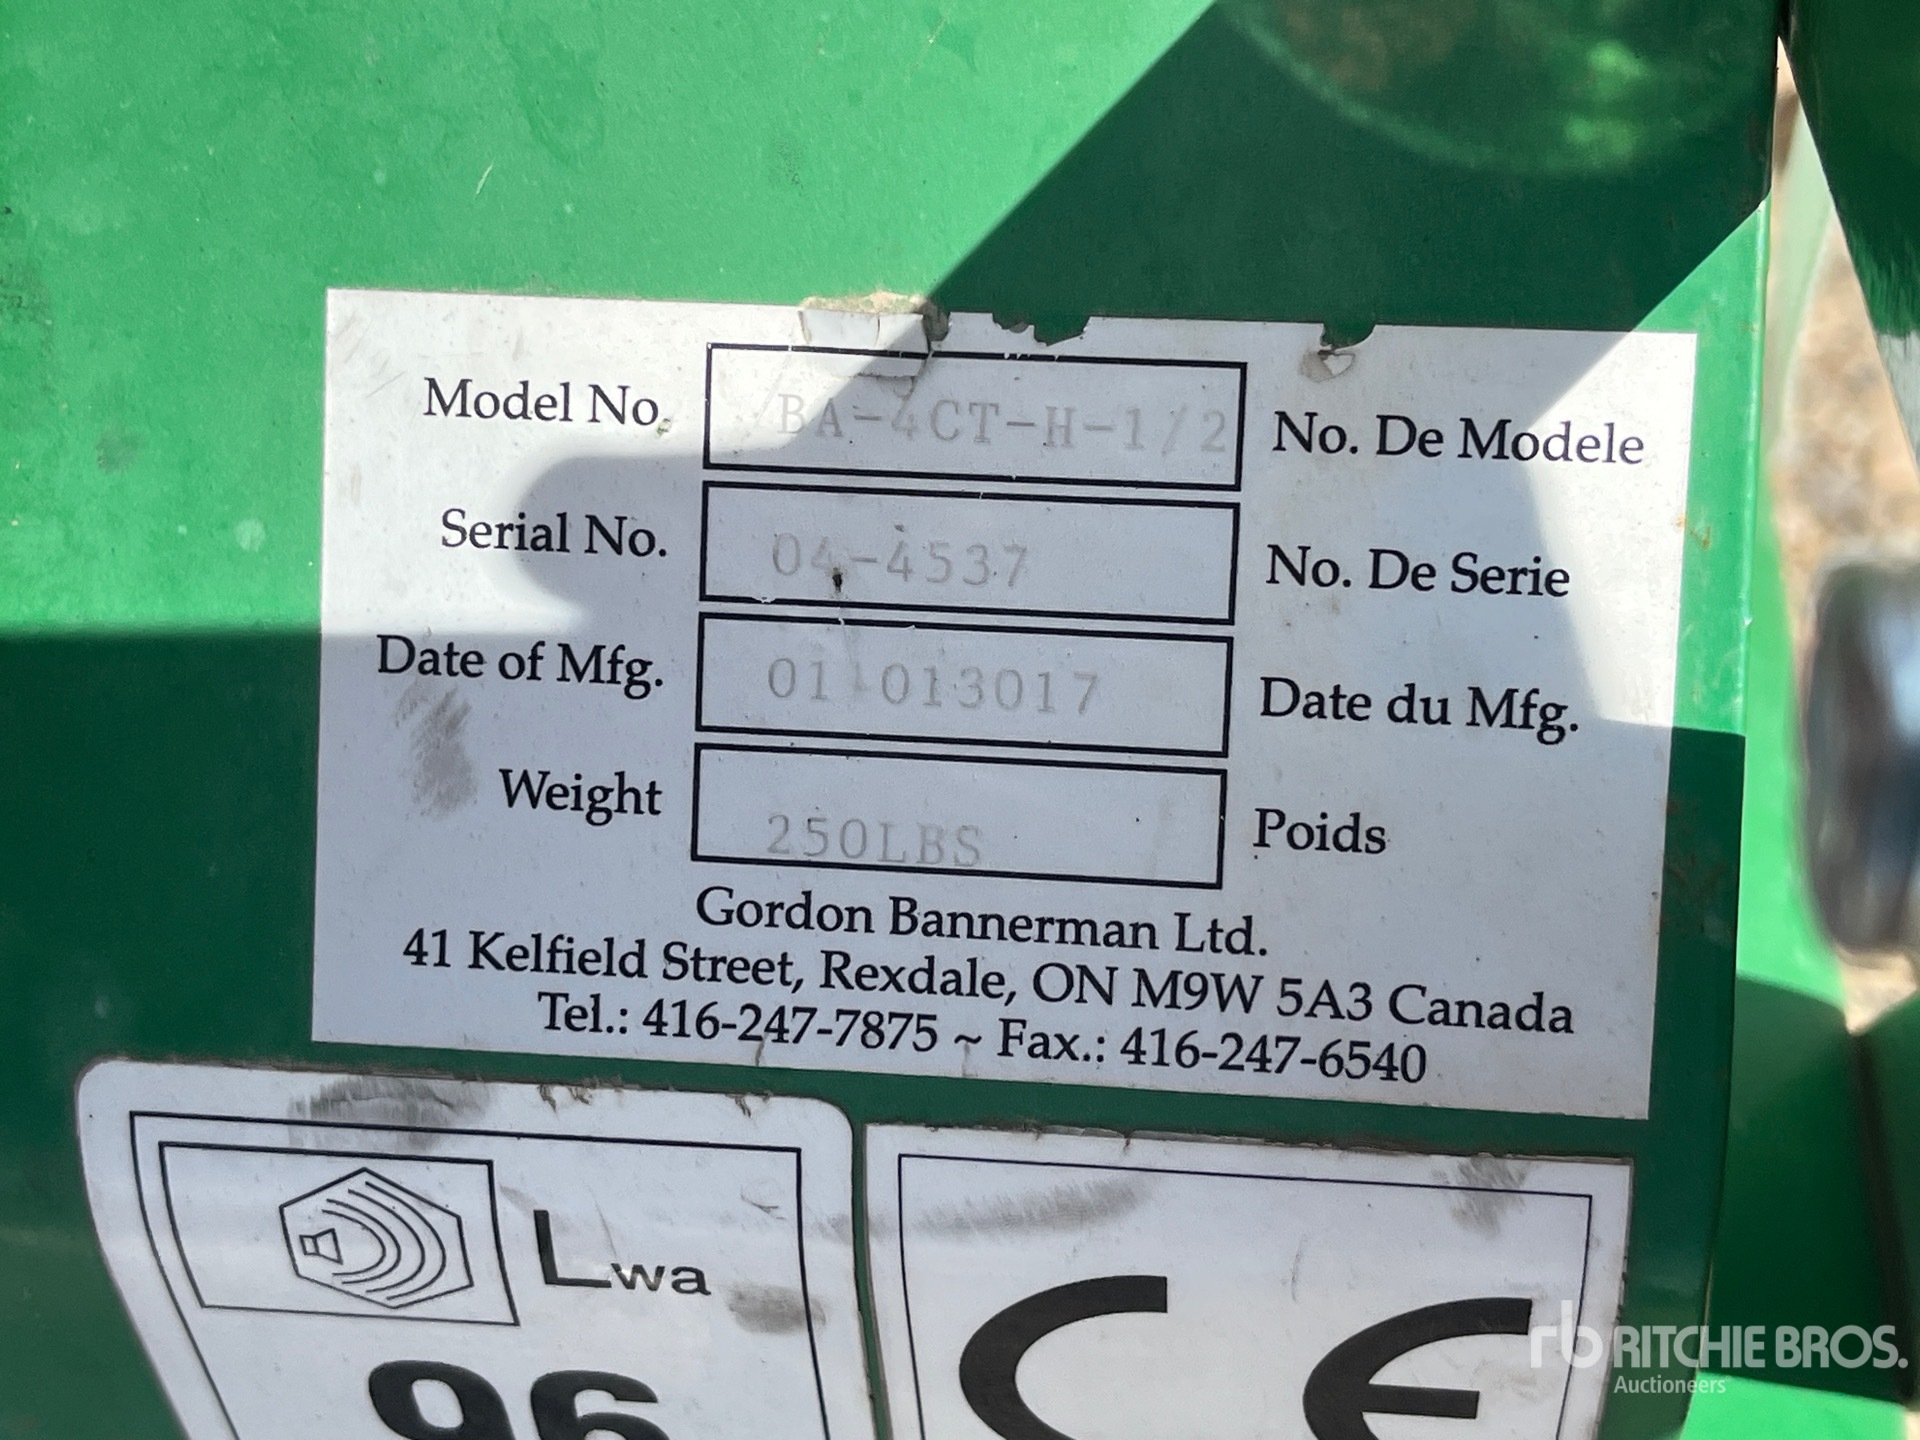 Model No. BA-4CT-H-1/2 No. De Modele
Serial No. 04-4537 No. De Serie
Date of Mfg. 01-013017 Date du Mfg.
Weight 250LBS Poids
Gordon Bannerman Ltd.
41 Kelfield Street, Rexdale, ON M9W 5A3 Canada
Tel.: 416-247-7875 ~ Fax.: 416-247-6540
Lwa
96
CE
rb RITCHIE BROS.
Auctioneers